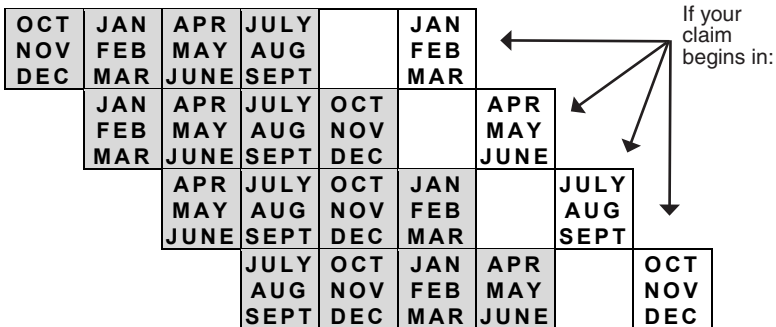 OCT JAN APR JULY JAN
NOV FEB MAY AUG FEB
DEC MAR JUNE SEPT MAR
If your
claim
begins in:
JAN APR JULY OCT APR
FEB MAY AUG NOV MAY
MAR JUNE SEPT DEC JUNE
APR JULY OCT JAN JULY
MAY AUG NOV FEB AUG
JUNE SEPT DEC MAR SEPT
JULY OCT JAN APR OCT
AUG NOV FEB MAY NOV
SEPT DEC MAR JUNE DEC